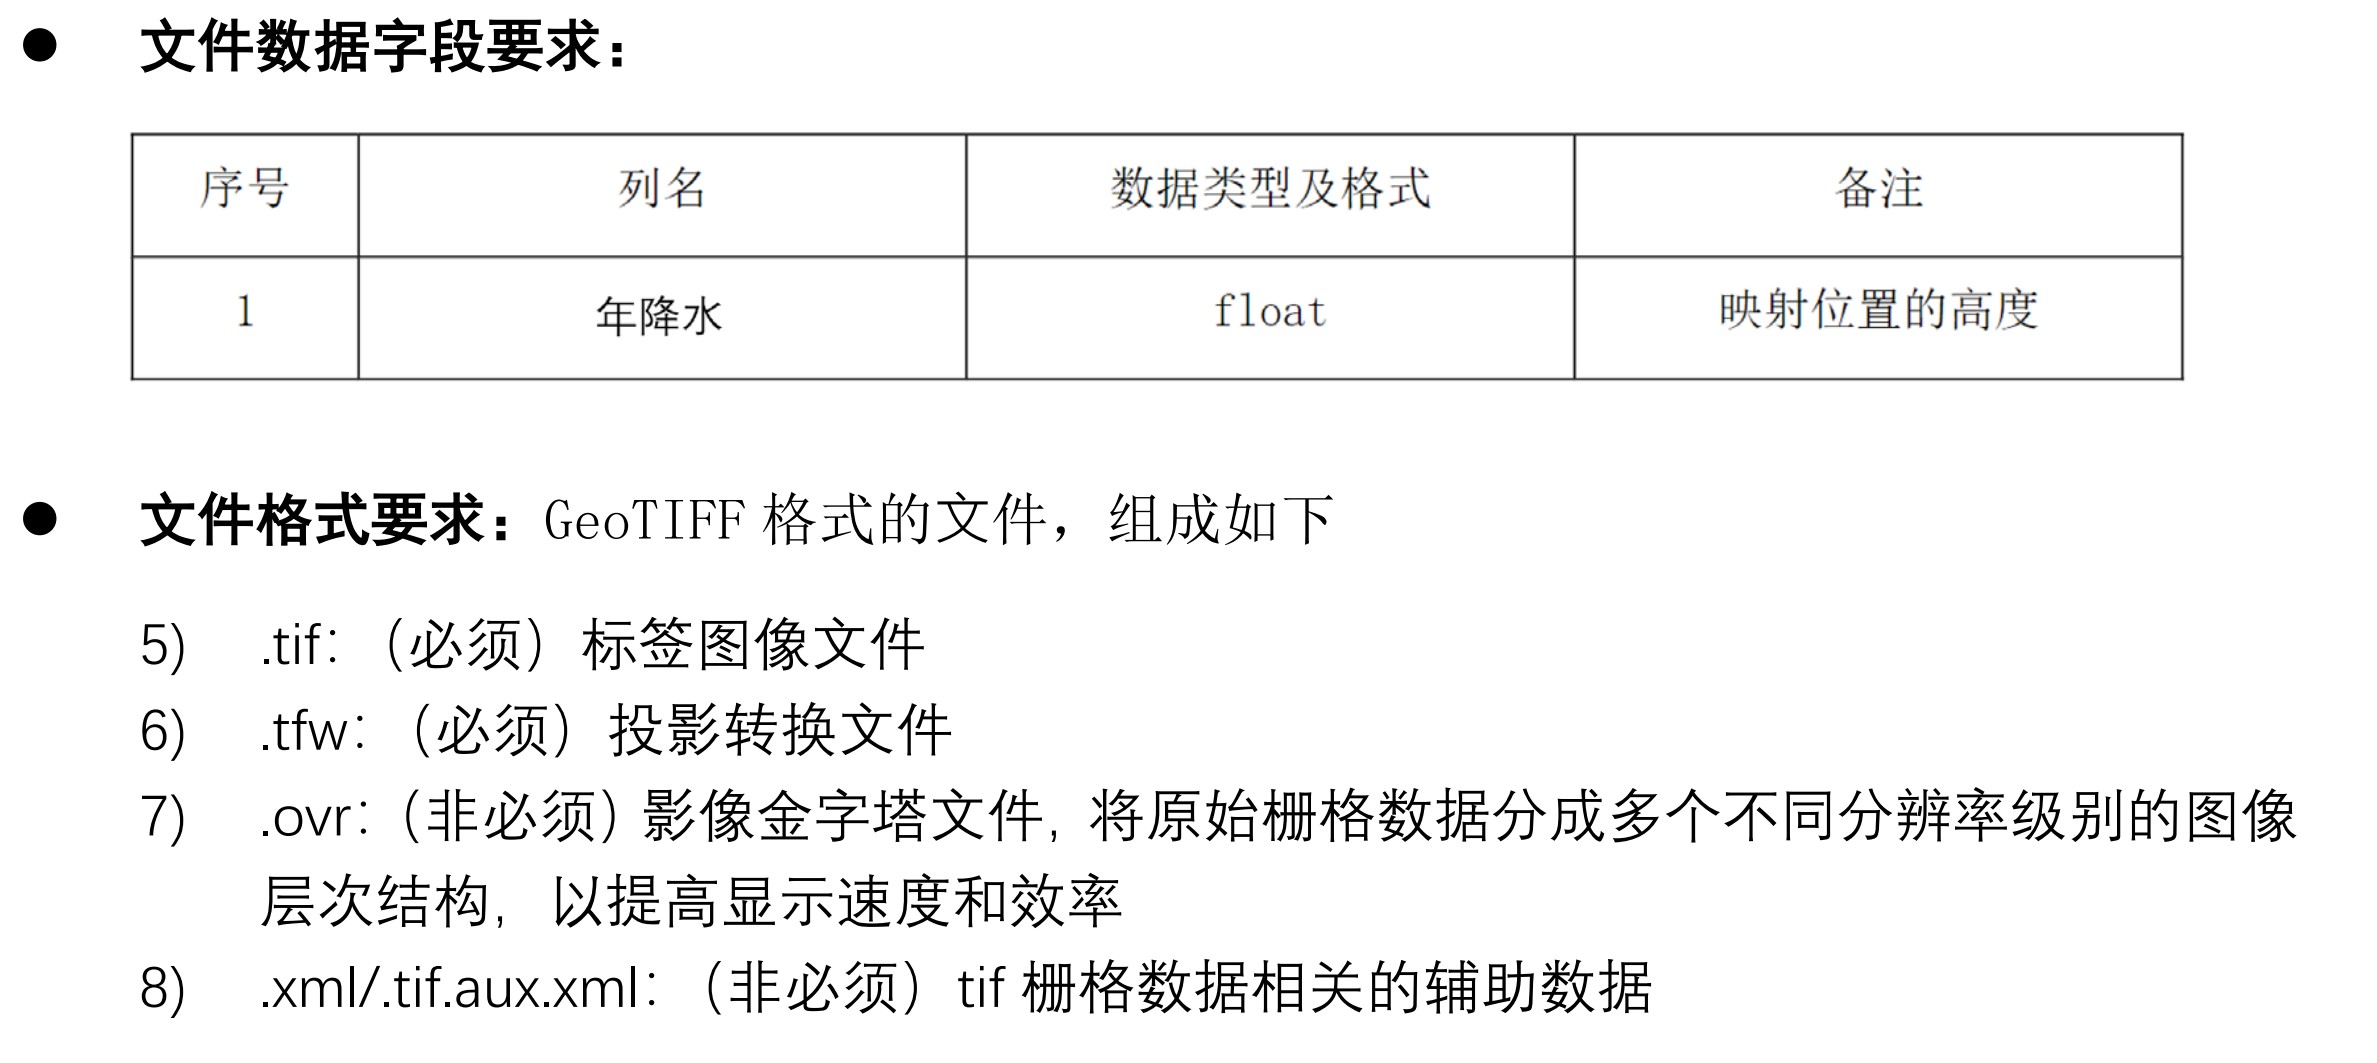 ● 文件数据字段要求：
序号 列名 数据类型及格式 备注
1 年降水 float 映射位置的高度
● 文件格式要求：GeoTIFF 格式的文件，组成如下
5) .tif：（必须）标签图像文件
6) .tfw：（必须）投影转换文件
7) .ovr：（非必须）影像金字塔文件，将原始栅格数据分成多个不同分辨率级别的图像
层次结构，以提高显示速度和效率
8) .xml/.tif.aux.xml：（非必须）tif 栅格数据相关的辅助数据